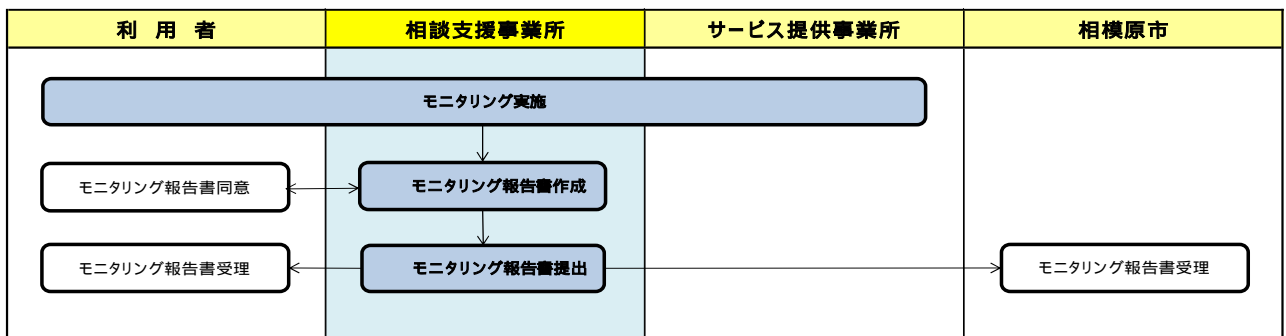 利 用 者
相談支援事業所
サービス提供事業所
相模原市
モニタリング実施
モニタリング報告書同意
モニタリング報告書作成
モニタリング報告書受理
モニタリング報告書提出
モニタリング報告書受理